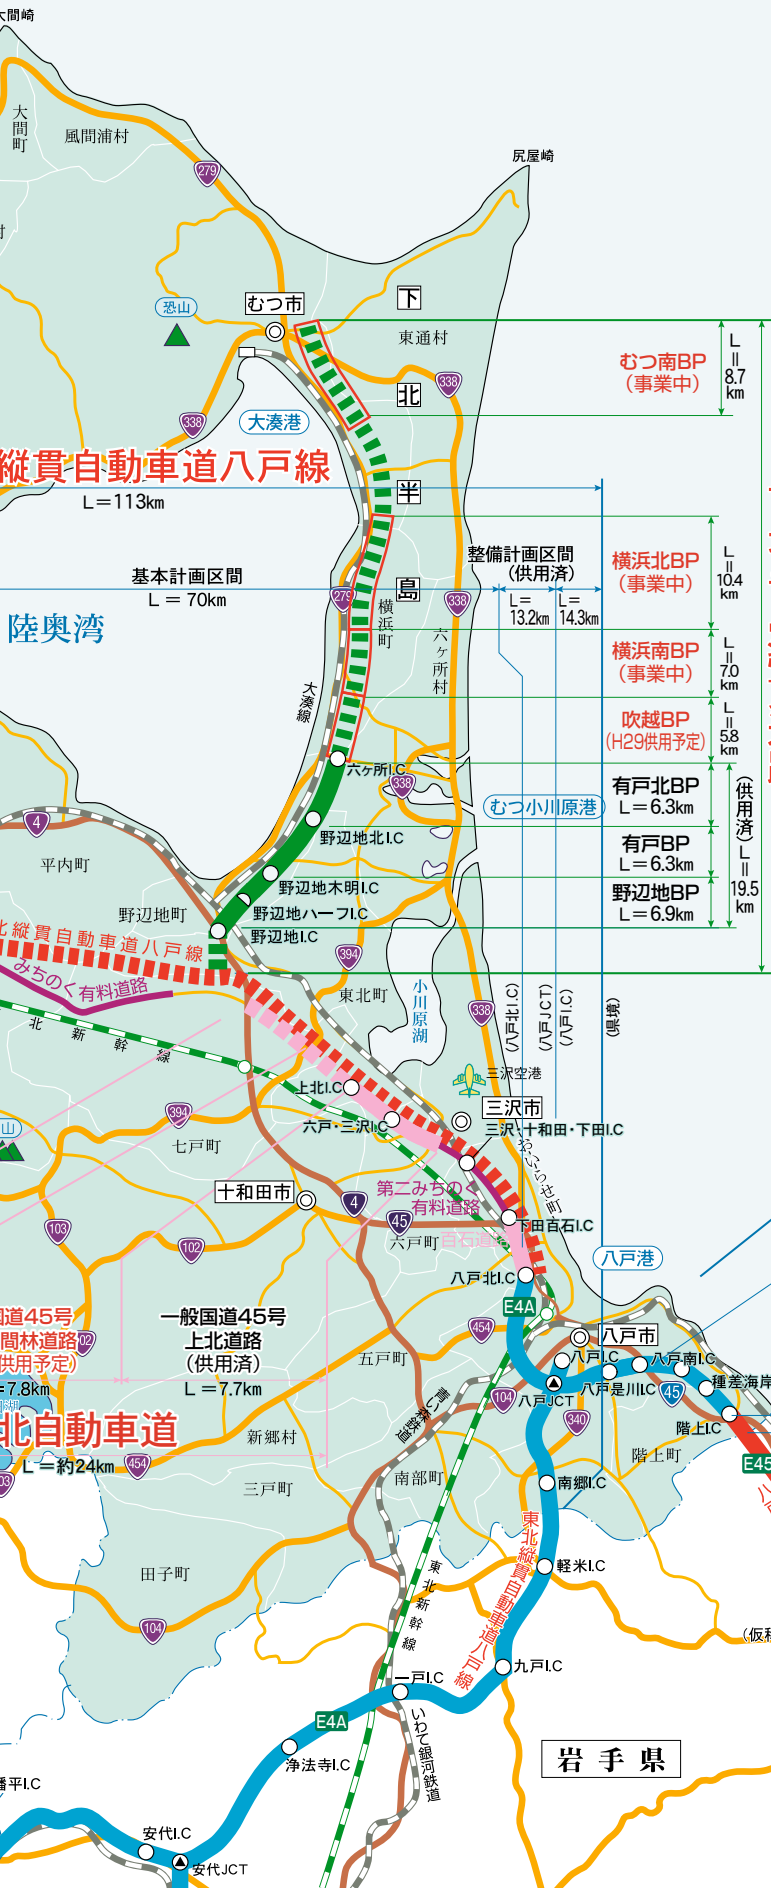 大間崎
大間町
風間浦村
279
尻屋崎
恐山
むつ市
下
北
半
島
東通村
338
338
大湊港
むつ南BP
（事業中）
L＝8.7km
縦貫自動車道八戸線
L＝113km
基本計画区間
L＝70km
整備計画区間
（供用済）
L＝13.2km
L＝14.3km
横浜北BP
（事業中）
L＝10.4km
279
横浜町
338
六ヶ所村
陸奥湾
横浜南BP
（事業中）
L＝7.0km
大湊線
吹越BP
（H29供用予定）
L＝5.8km
六ヶ所I.C
338
有戸北BP
L＝6.3km
むつ小川原港
（供用済）L＝19.5km
4
野辺地北I.C
有戸BP
L＝6.3km
平内町
野辺地木明I.C
野辺地BP
L＝6.9km
野辺地町
野辺地ハーフI.C
野辺地I.C
北縦貫自動車道八戸線
みちのく有料道路
394
東北町
小川原湖
338
（八戸北I.C）
（八戸JCT）
（八戸I.C）
（県境）
北新幹線
三沢空港
上北I.C
三沢市
394
六戸・三沢I.C
三沢・十和田・下田I.C
山
七戸町
おいらせ町
十和田市
第二みちのく
有料道路
4
45
下田百石I.C
103
102
六戸町
百石道路
八戸港
八戸北I.C
E4A
道45号
間林道路
供用予定）
7.8km
102
一般国道45号
上北道路
（供用済）
L＝7.7km
454
八戸市
五戸町
八戸I.C
八戸南I.C
八戸是川I.C
種差海岸
八戸JCT
104
45
340
階上I.C
青い森鉄道
北自動車道
L＝約24km
454
新郷村
階上町
E45
三戸町
南部町
南郷I.C
東北縦貫自動車道八戸線
田子町
104
東北新幹線
軽米I.C
九戸I.C
一戸I.C
E4A
いわて銀河鉄道
浄法寺I.C
岩手県
幡平I.C
安代I.C
安代JCT